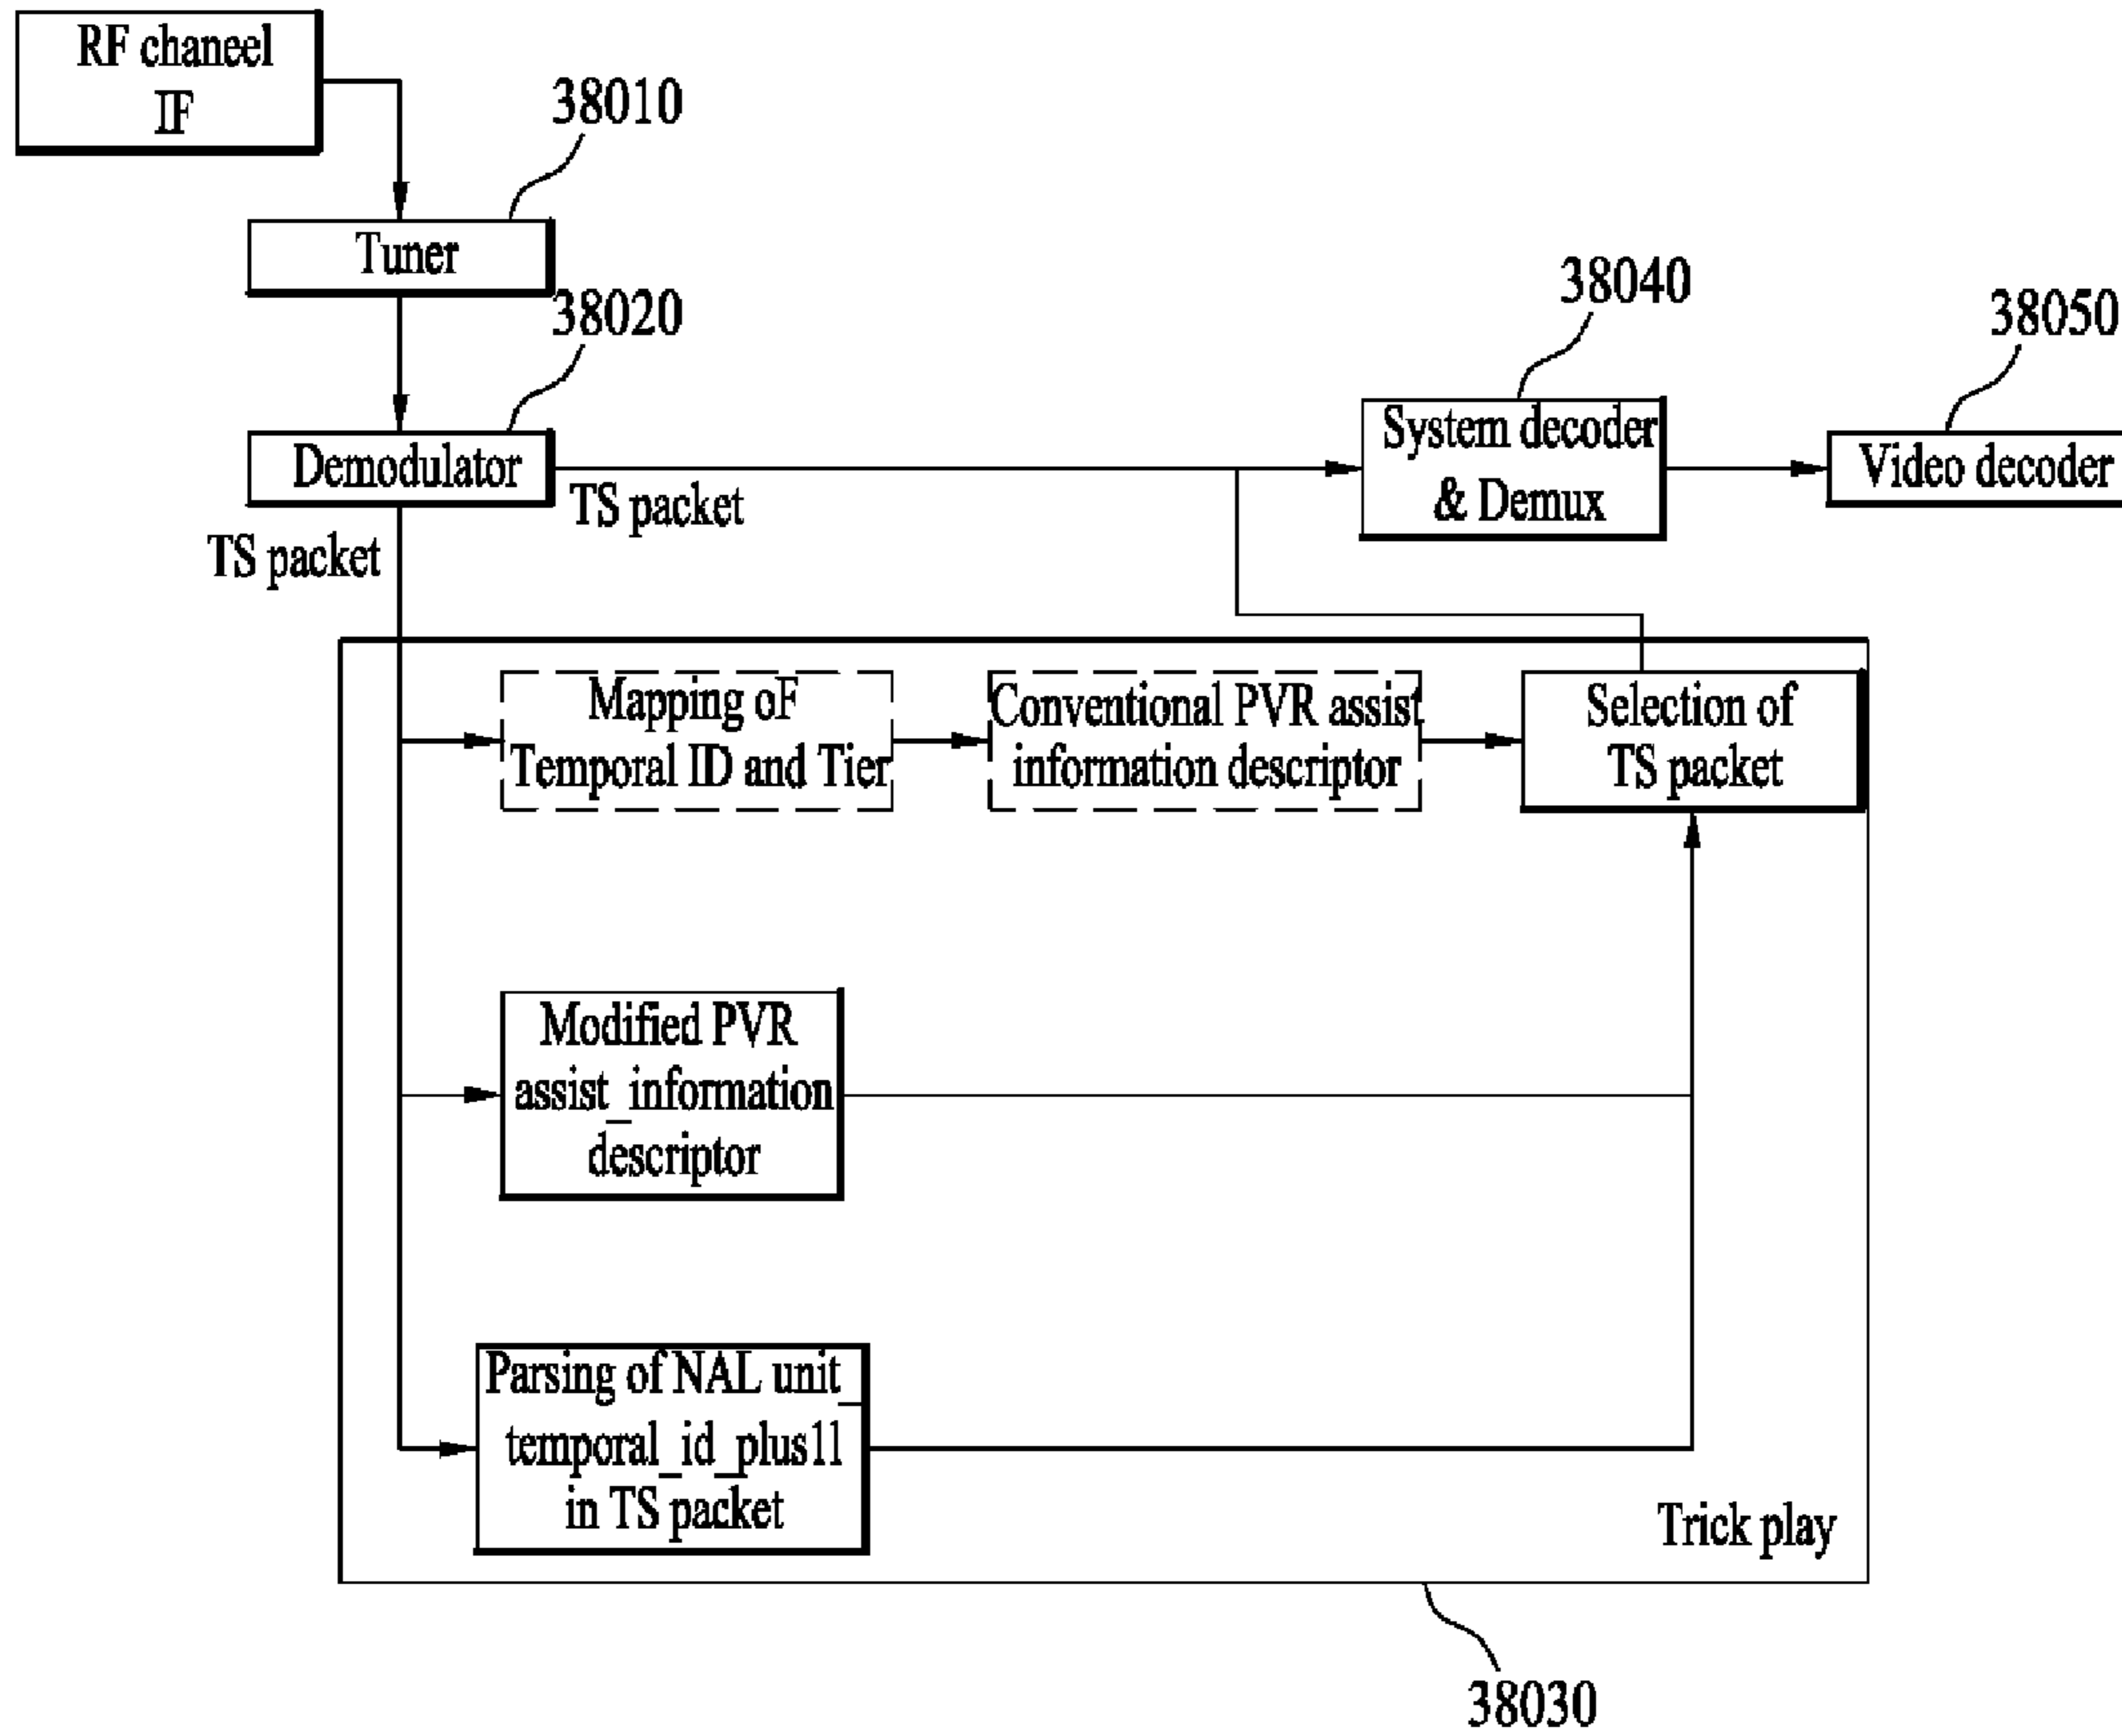 RF chaneel
IF
38010
Tuner
38020
38040
38050
Demodulator
TS packet
System decoder
& Demux
Video decoder
TS packet
Mapping oF
Temporal ID and Tier
Conventional PVR assist
information descriptor
Selection of
TS packet
Modified PVR
assist_information
descriptor
Parsing of NAL unit_
temporal_id_plus11
in TS packet
Trick play
38030